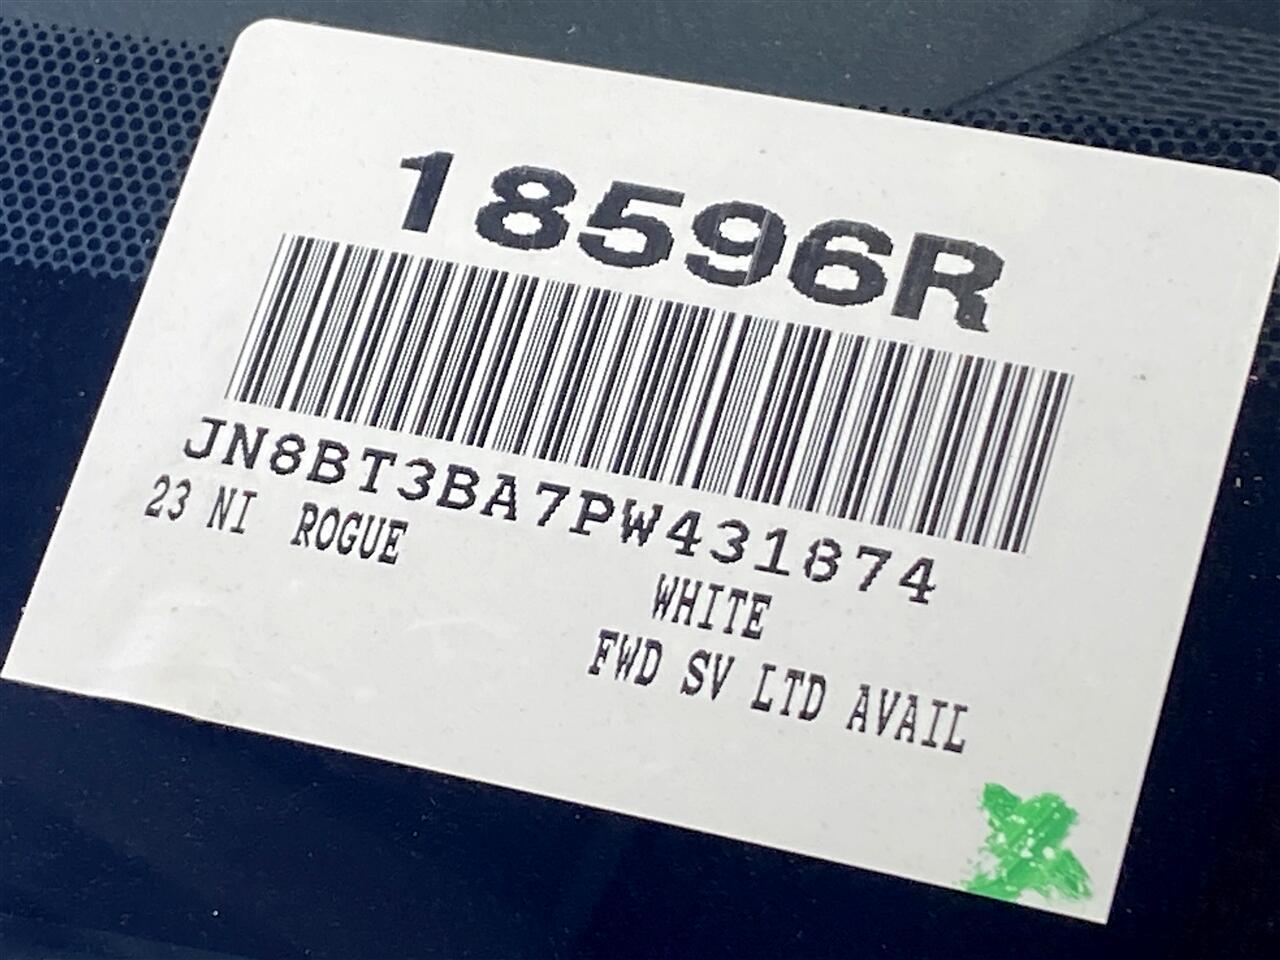 18596R
JN8BT3BA7PW431874
23 NI ROGUE
WHITE
FWD SV LTD AVAIL